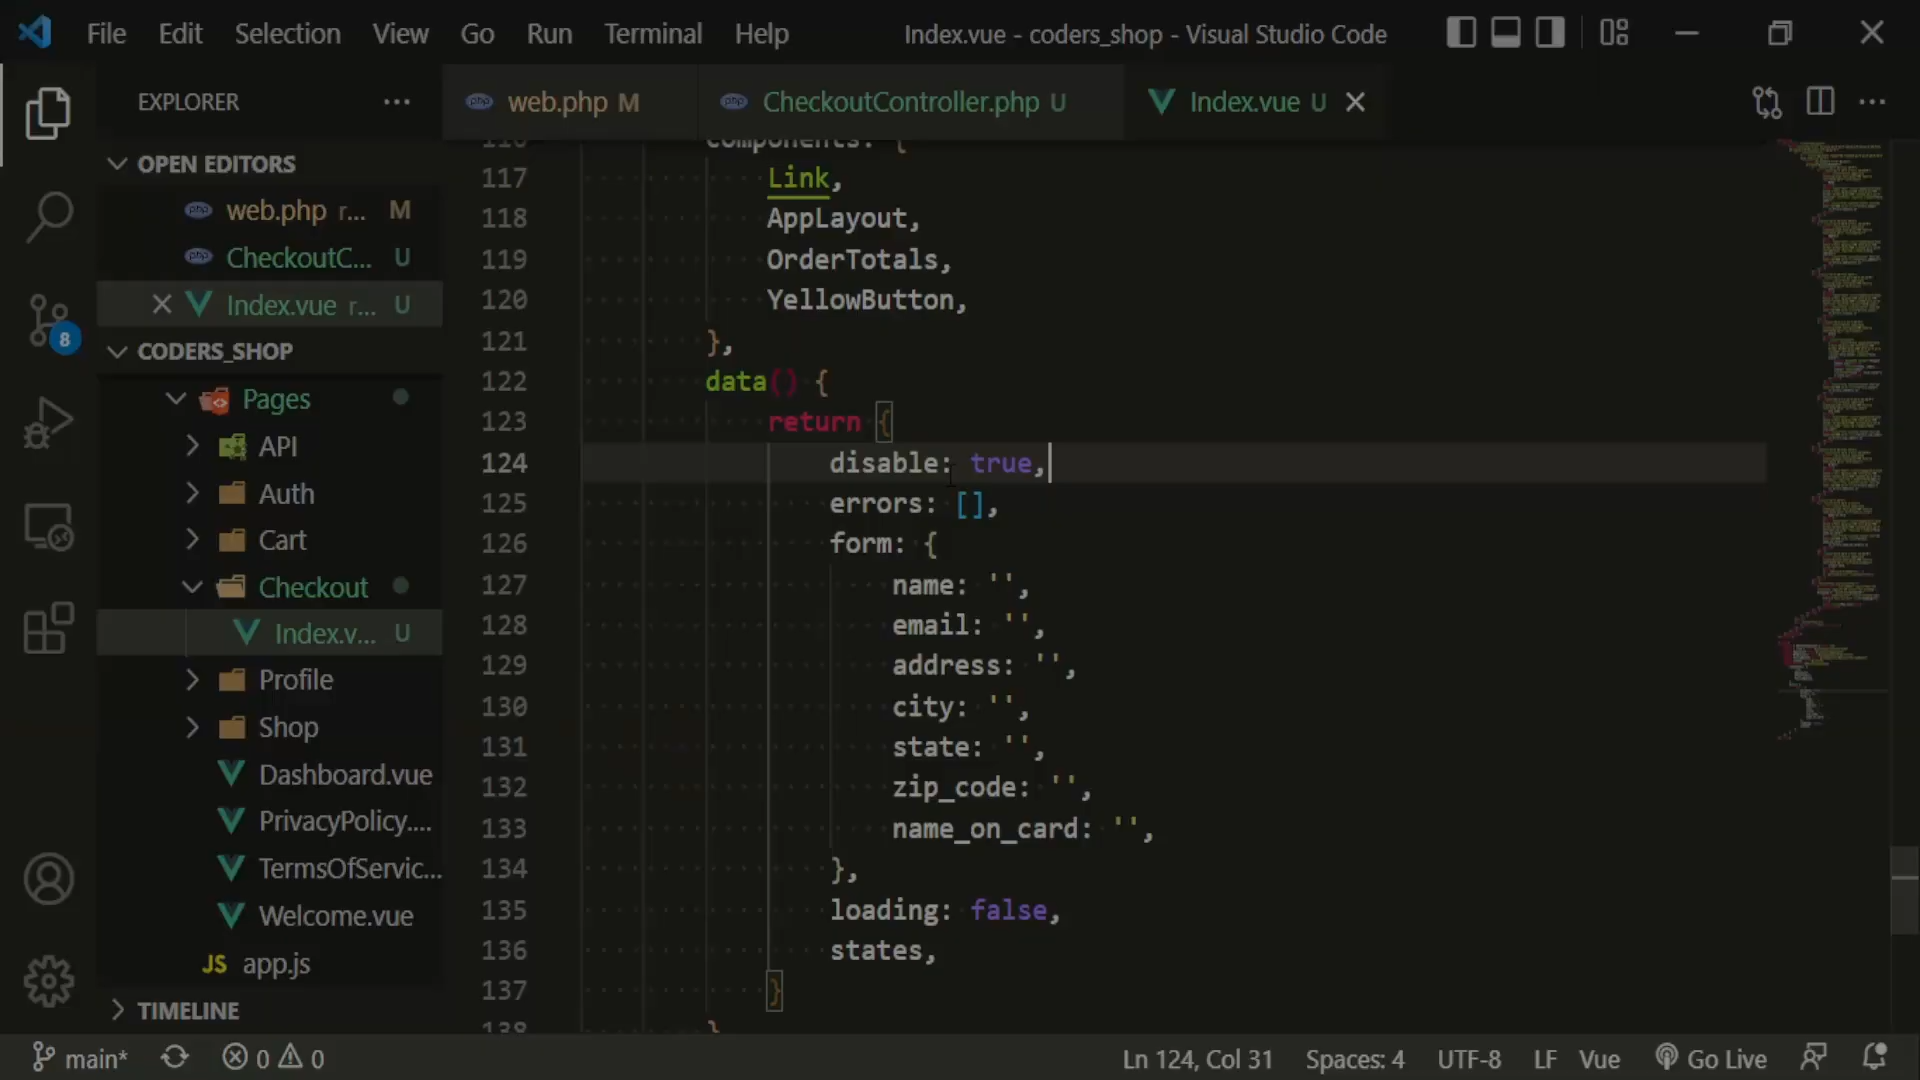 File Edit Selection View Go Run Terminal Help
Index.vue - coders_shop - Visual Studio Code
EXPLORER
web.php M
CheckoutController.php U
Index.vue U
OPEN EDITORS
web.php r... M
CheckoutC... U
Index.vue r... U
CODERS_SHOP
Pages
API
Auth
Cart
Checkout
Index.v... U
Profile
Shop
Dashboard.vue
PrivacyPolicy....
TermsOfServic...
Welcome.vue
JS app.js
TIMELINE
8
116 components: {
117 Link,
118 AppLayout,
119 OrderTotals,
120 YellowButton,
121 },
122 data() {
123 return {
124 disable: true,
125 errors: [],
126 form: {
127 name: '',
128 email: '',
129 address: '',
130 city: '',
131 state: '',
132 zip_code: '',
133 name_on_card: '',
134 },
135 loading: false,
136 states,
137 }
138 }
main* 0 0
Ln 124, Col 31 Spaces: 4 UTF-8 LF Vue Go Live